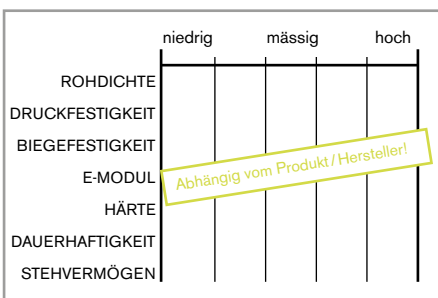 niedrig mässig hoch
ROHDICHTE
DRUCKFESTIGKEIT
BIEGEFESTIGKEIT
E-MODUL
Abhängig vom Produkt / Hersteller!
HÄRTE
DAUERHAFTIGKEIT
STEHVERMÖGEN